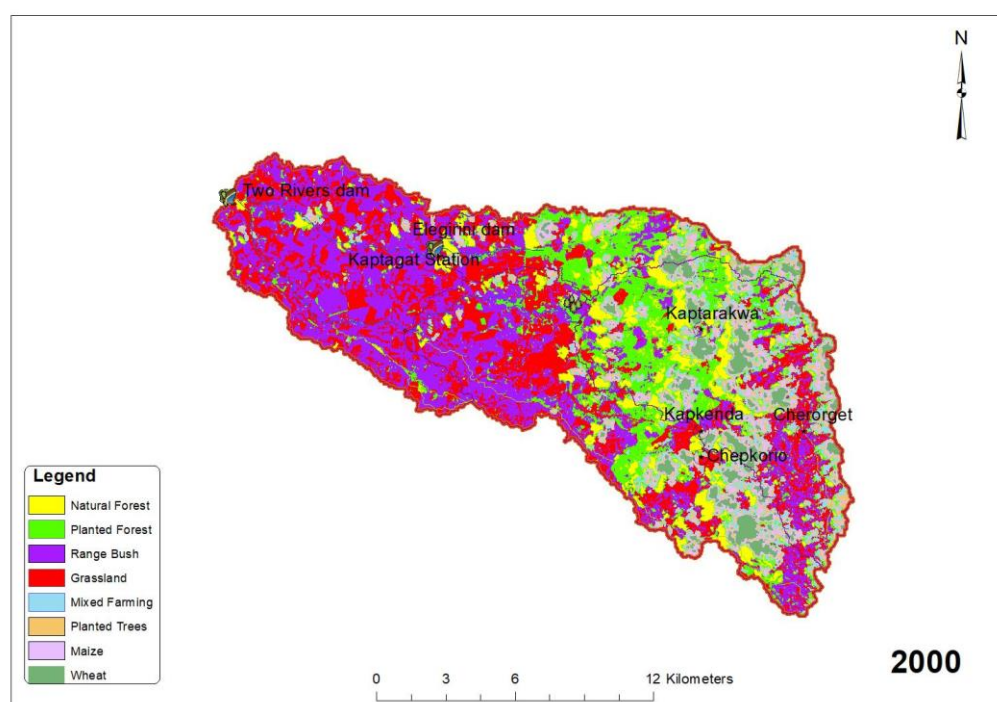 N
Two Rivers dam
Elegirini dam
Kaptagat Station
Kaptarakwa
Kapkenda
Cherorget
Chepkorio
Legend
Natural Forest
Planted Forest
Range Bush
Grassland
Mixed Farming
Planted Trees
Maize
Wheat
2000
0 3 6 12 Kilometers